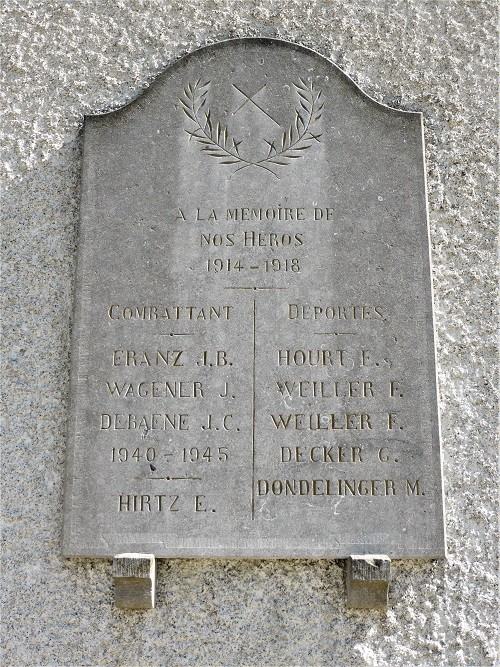 A LA MEMOIRE DE
NOS HEROS
1914-1918
COMBATTANT
ERANZ J.B.
WAGENER J.
DEBAENE J.C.
1940-1945
HIRTZ E.
DEPORTES
HOURT E.
WEILLER F.
WEILLER F.
DECKER G.
DONDELINGER M.